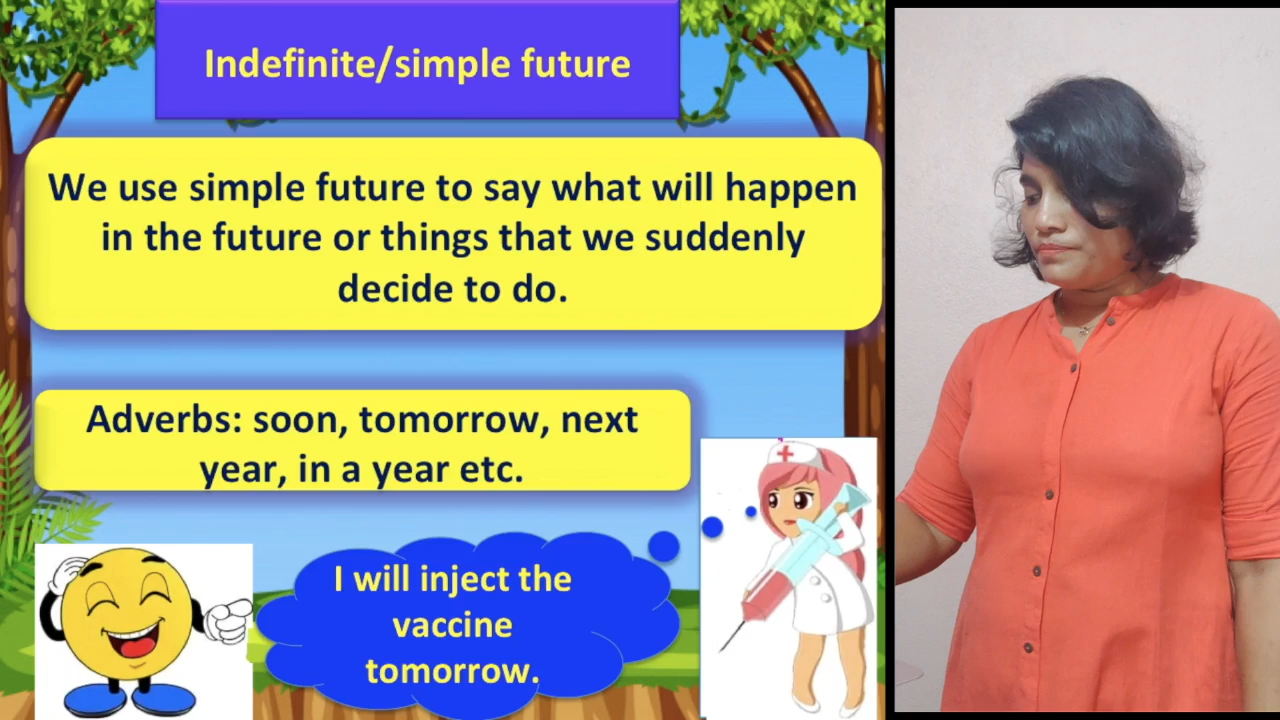 Indefinite/simple future
We use simple future to say what will happen
in the future or things that we suddenly
decide to do.
Adverbs: soon, tomorrow, next
year, in a year etc.
I will inject the
vaccine
tomorrow.